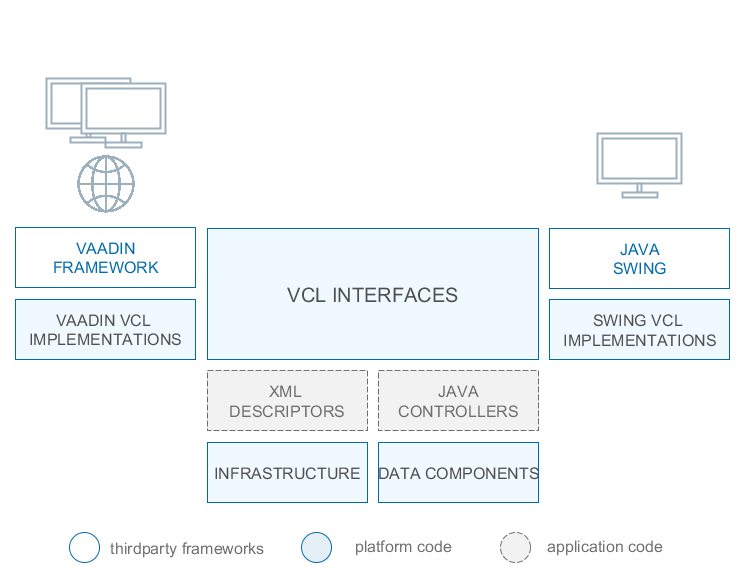 VAADIN
FRAMEWORK
VCL INTERFACES
JAVA
SWING
VAADIN VCL
IMPLEMENTATIONS
SWING VCL
IMPLEMENTATIONS
XML
DESCRIPTORS
JAVA
CONTROLLERS
INFRASTRUCTURE
DATA COMPONENTS
thirdparty frameworks
platform code
application code